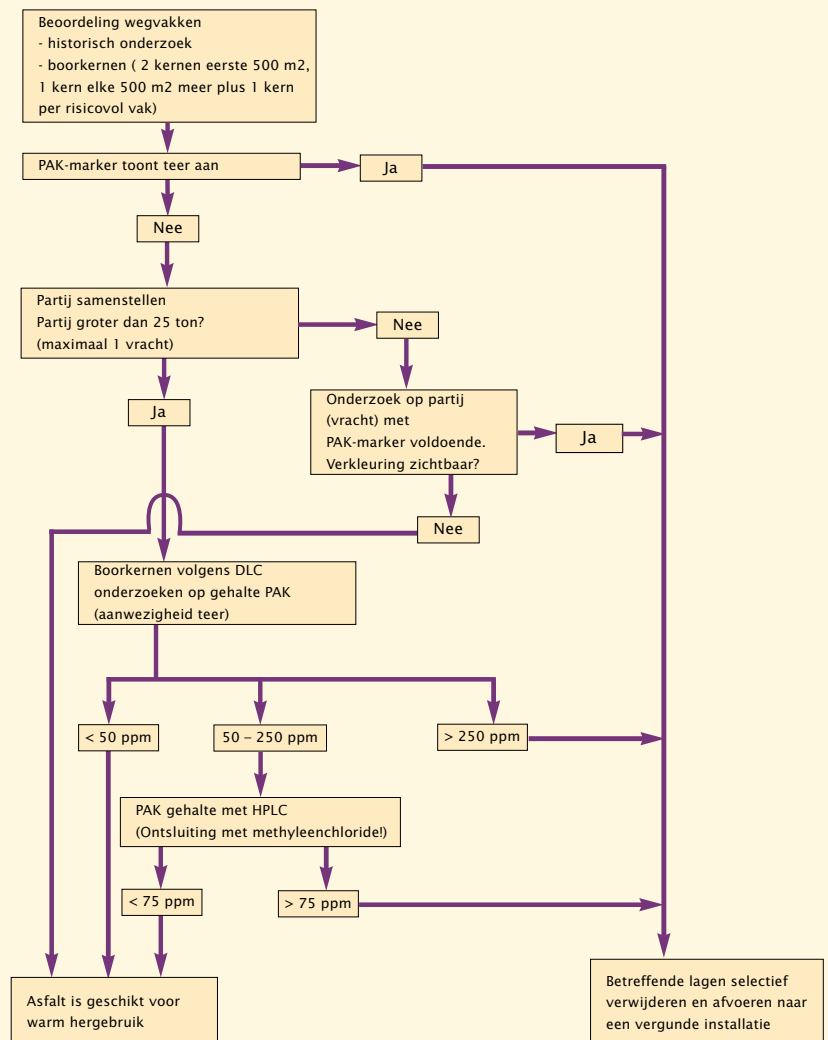 Beoordeling wegvakken
- historisch onderzoek
- boorkernen ( 2 kernen eerste 500 m2,
1 kern elke 500 m2 meer plus 1 kern
per risicovol vak)
PAK-marker toont teer aan
Ja
Nee
Partij samenstellen
Partij groter dan 25 ton?
(maximaal 1 vracht)
Nee
Ja
Onderzoek op partij
(vracht) met
PAK-marker voldoende.
Verkleuring zichtbaar?
Ja
Nee
Boorkernen volgens DLC
onderzoeken op gehalte PAK
(aanwezigheid teer)
< 50 ppm
50 – 250 ppm
> 250 ppm
PAK gehalte met HPLC
(Ontsluiting met methyleenchloride!)
< 75 ppm
> 75 ppm
Asfalt is geschikt voor
warm hergebruik
Betreffende lagen selectief
verwijderen en afvoeren naar
een vergunde installatie